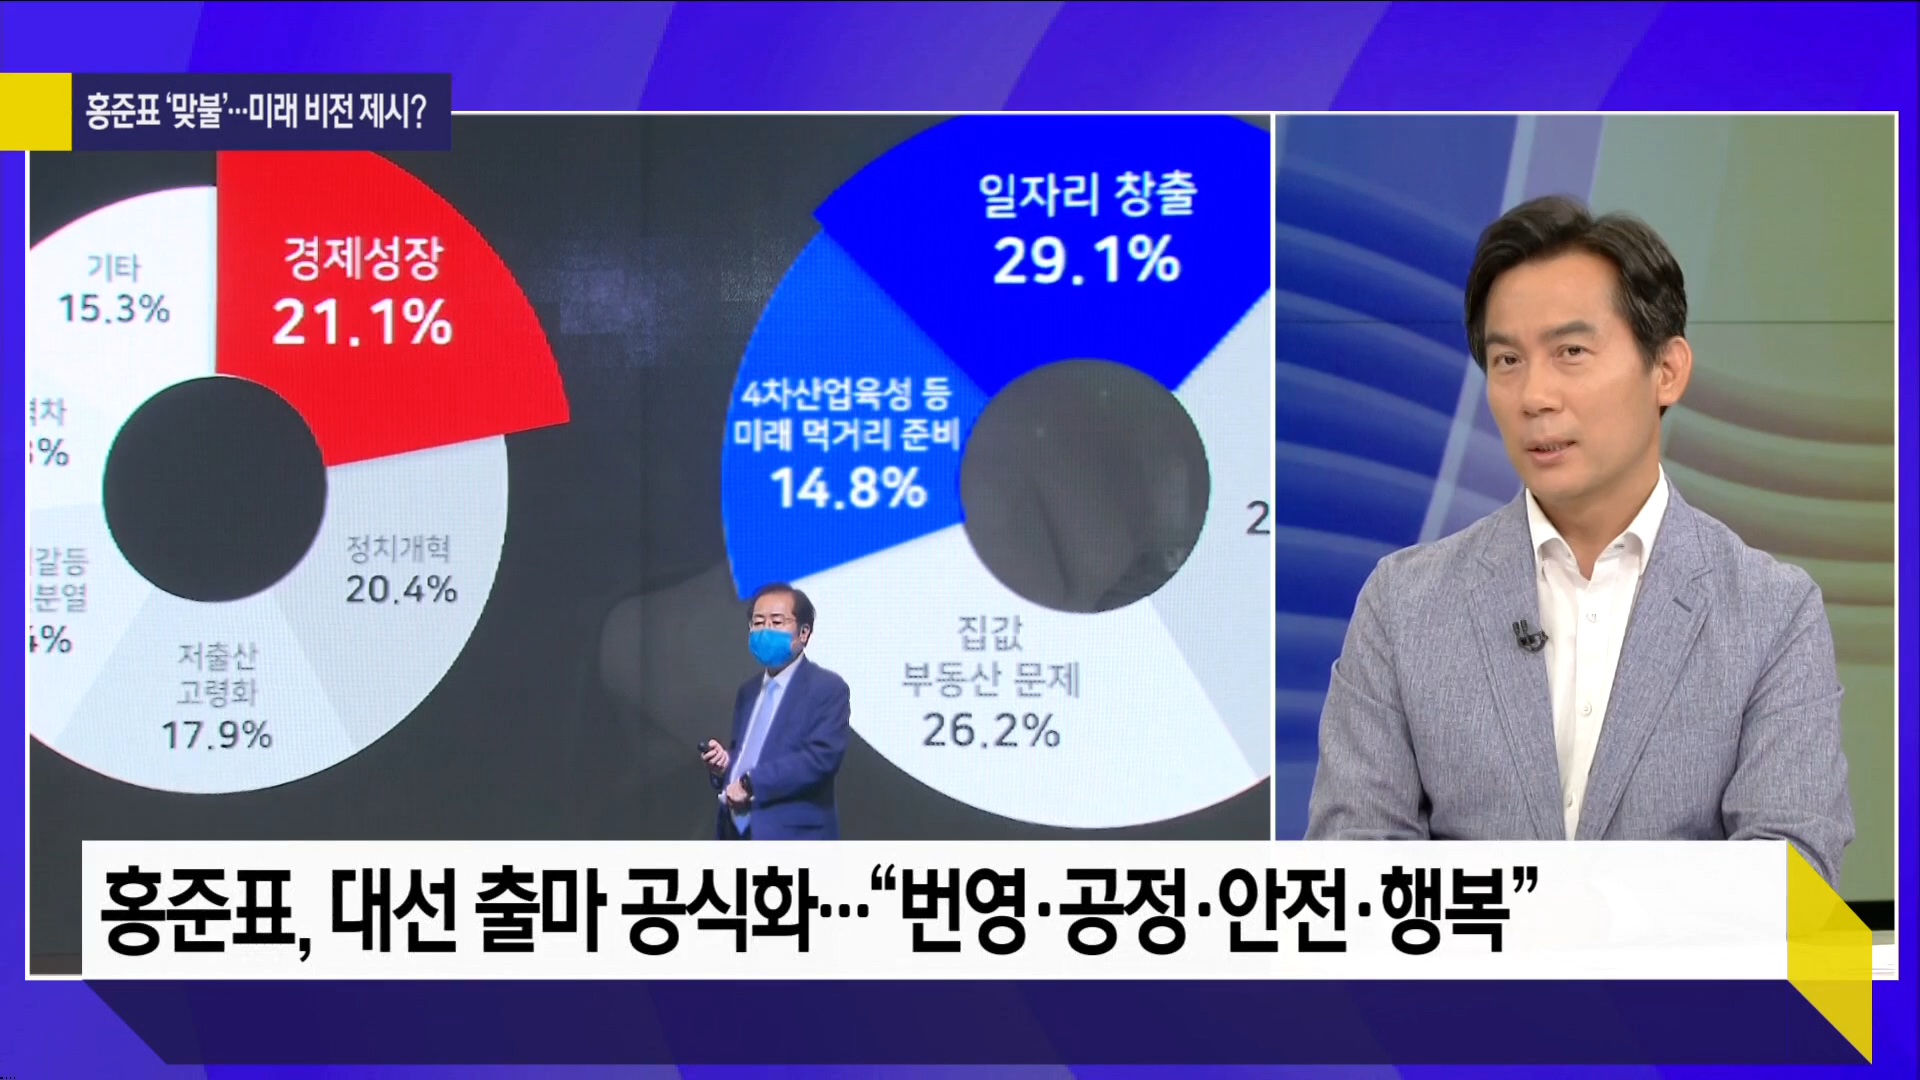 홍준표 ‘맞불’…미래 비전 제시?
기타
15.3%
경제성장
21.1%
정치개혁
20.4%
저출산
고령화
17.9%
갈등
분열
일자리 창출
29.1%
4차산업육성 등
미래 먹거리 준비
14.8%
집값
부동산 문제
26.2%
홍준표, 대선 출마 공식화…“번영·공정·안전·행복”